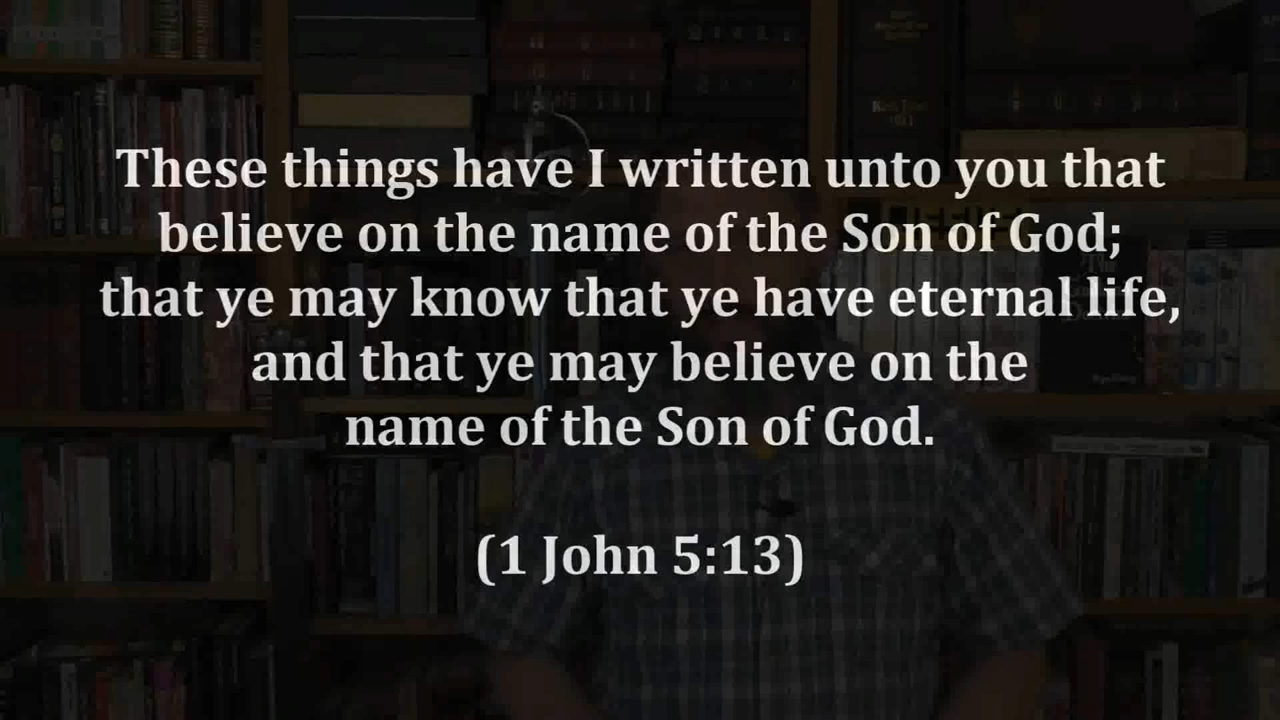 These things have I written unto you that
believe on the name of the Son of God;
that ye may know that ye have eternal life,
and that ye may believe on the
name of the Son of God.
(1 John 5:13)